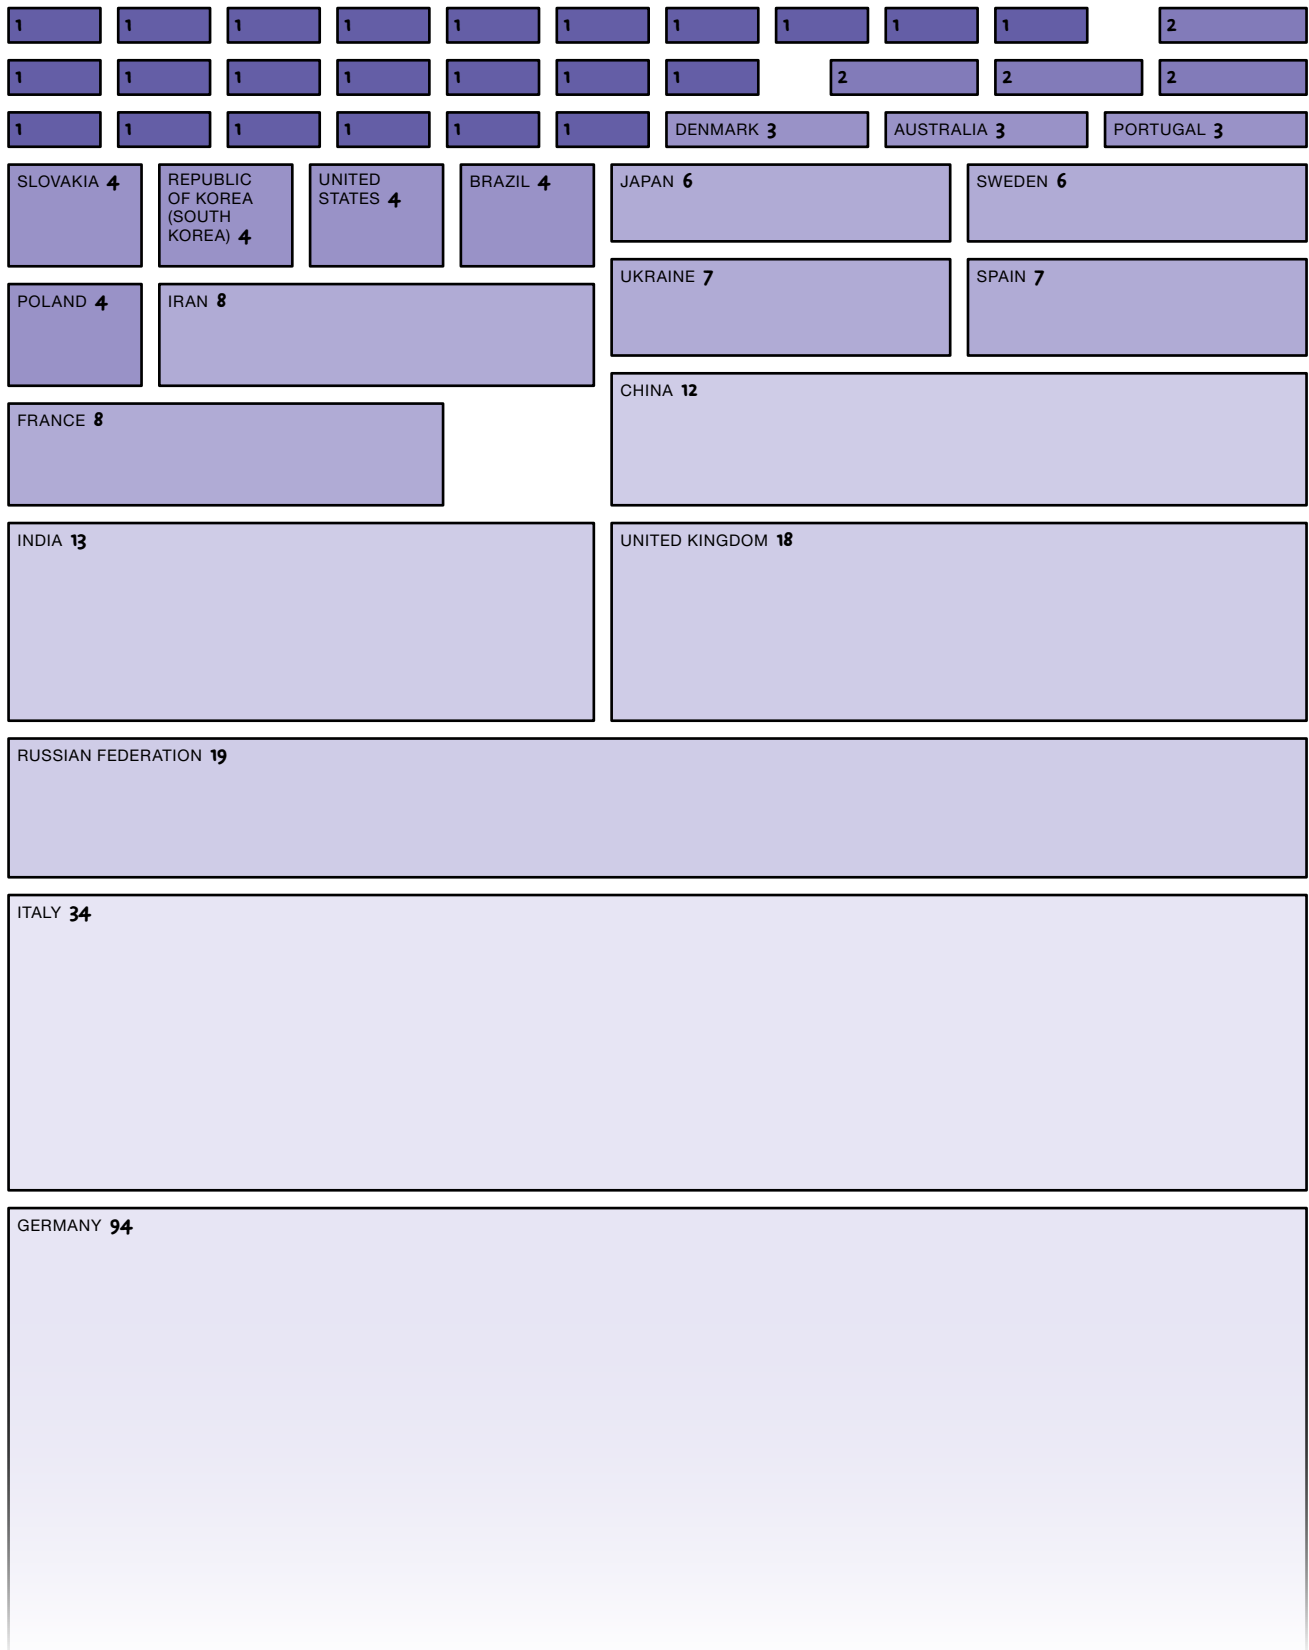 1 1 1 1 1 1 1 1 1 1 2
1 1 1 1 1 1 1 2 2 2
1 1 1 1 1 1 DENMARK 3 AUSTRALIA 3 PORTUGAL 3
SLOVAKIA 4
REPUBLIC
OF KOREA
(SOUTH
KOREA) 4
UNITED
STATES 4
BRAZIL 4
JAPAN 6
SWEDEN 6
UKRAINE 7
SPAIN 7
POLAND 4
IRAN 8
CHINA 12
FRANCE 8
INDIA 13
UNITED KINGDOM 18
RUSSIAN FEDERATION 19
ITALY 34
GERMANY 94